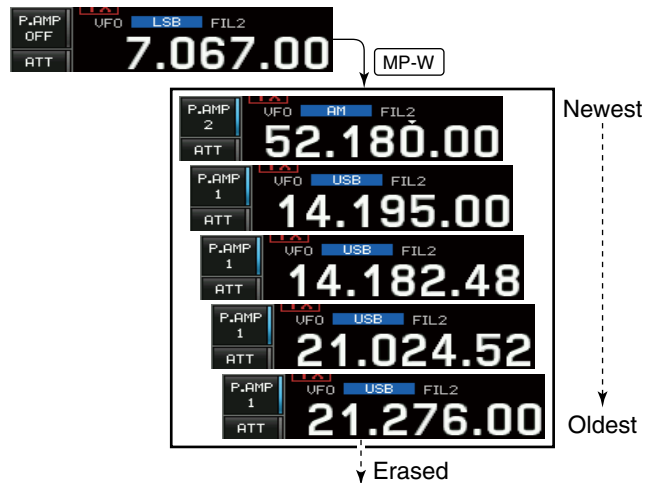 P.AMP OFF
ATT
TX
VFO LSB FIL2
7.067.00
MP-W
P.AMP 2
ATT
VFO AM FIL2
52.180.00
Newest
P.AMP 1
ATT
VFO USB FIL2
14.195.00
P.AMP 1
ATT
VFO USB FIL2
14.182.48
P.AMP 1
ATT
VFO USB FIL2
21.024.52
P.AMP 1
ATT
VFO USB FIL2
21.276.00
Oldest
Erased